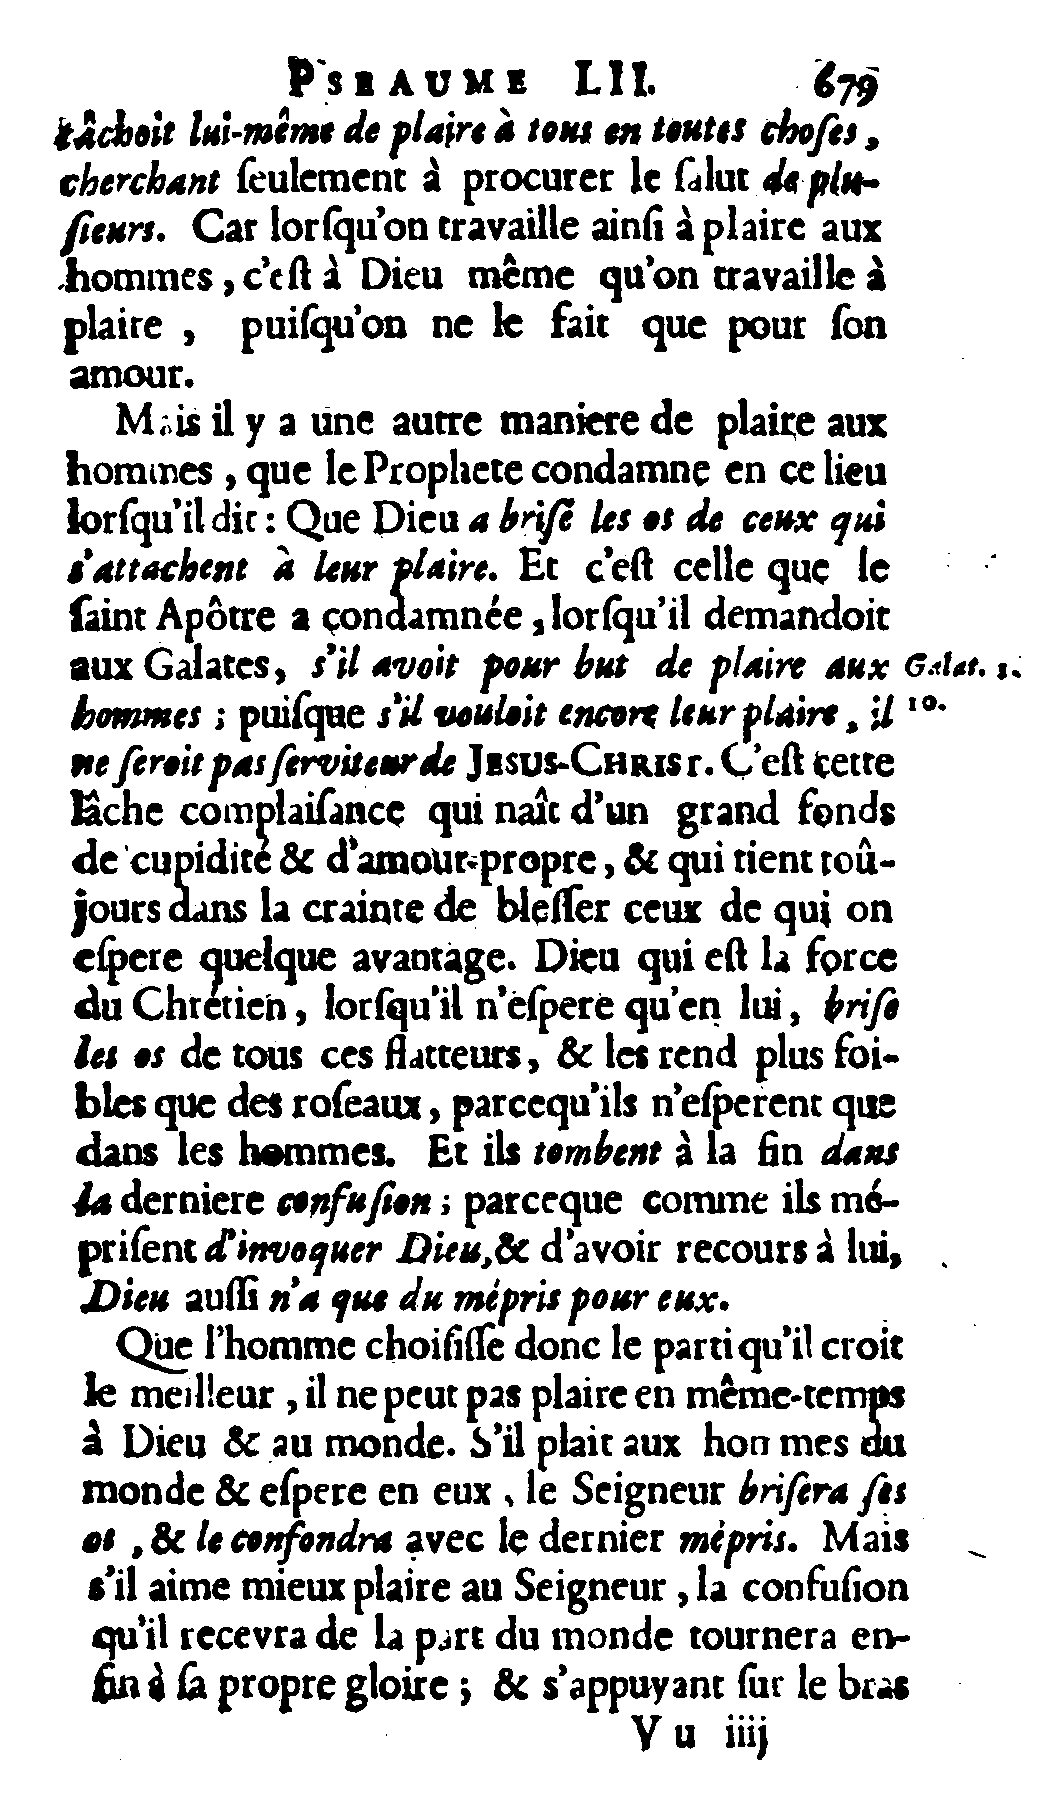 PSEAUME LII. 679
tâchoit lui-même de plaire à tous en toutes choſes,
cherchant ſeulement à procurer le ſalut de plu-
ſieurs. Car lorſqu'on travaille ainſi à plaire aux
hommes, c'eſt à Dieu même qu'on travaille à
plaire, puiſqu'on ne le fait que pour ſon
amour.
Mais il y a une autre maniere de plaire aux
hommes, que le Prophete condamne en ce lieu
lorſqu'il dit : Que Dieu a briſé les os de ceux qui
s'attachent à leur plaire. Et c'eſt celle que le
ſaint Apôtre a condamnée, lorſqu'il demandoit
aux Galates, s'il avoit pour but de plaire aux Galat. 1.
hommes ; puiſque s'il vouloit encore leur plaire, il 10.
ne ſeroit pas ſerviteur de JESUS-CHRIST. C'eſt cette
lâche complaiſance qui naît d'un grand fonds
de cupidité & d'amour-propre, & qui tient toû-
jours dans la crainte de bleſſer ceux de qui on
eſpere quelque avantage. Dieu qui eſt la force
du Chrétien, lorſqu'il n'eſpere qu'en lui, briſe
les os de tous ces flatteurs, & les rend plus foi-
bles que des roſeaux, parcequ'ils n'eſperent que
dans les hommes. Et ils tombent à la fin dans
la derniere confuſion ; parceque comme ils mé-
priſent d'invoquer Dieu, & d'avoir recours à lui,
Dieu auſſi n'a que du mépris pour eux.
Que l'homme choiſiſſe donc le parti qu'il croit
le meilleur, il ne peut pas plaire en même-temps
à Dieu & au monde. S'il plait aux hommes du
monde & eſpere en eux, le Seigneur briſera ſes
os, & le confondra avec le dernier mépris. Mais
s'il aime mieux plaire au Seigneur, la confuſion
qu'il recevra de la part du monde tournera en-
fin à ſa propre gloire ; & s'appuyant ſur le bras
V u iiij